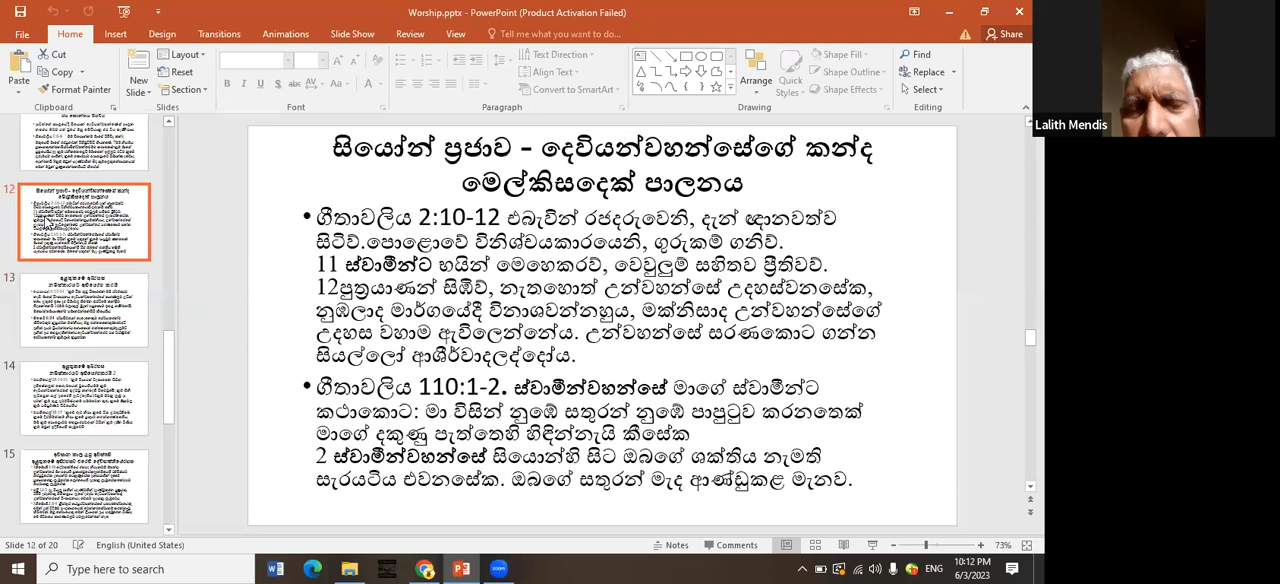 Worship.pptx - PowerPoint (Product Activation Failed)
File Home Insert Design Transitions Animations Slide Show Review View Tell me what you want to do... Share
Cut
Copy
Format Painter
Paste
Clipboard
New Slide
Layout
Reset
Section
Slides
Font
Text Direction
Align Text
Convert to SmartArt
Paragraph
Arrange
Quick Styles
Shape Fill
Shape Outline
Shape Effects
Drawing
Find
Replace
Select
Editing
Lalith Mendis
12
13
14
15
සියෝන් ප්‍රජාව – දෙවියන්වහන්සේගේ කන්ද
මෙල්කිසදෙක් පාලනය
• ගීතාවලිය 2:10-12 එබැවින් රජදරුවෙනි, දැන් ඥානවත්ව
සිටිව්.පොළොවේ විනිශ්චයකාරයෙනි, ගුරුකම් ගනිව්.
11 ස්වාමීන්ට භයින් මෙහෙකරව්, වෙවුලුම් සහිතව ප්‍රීතිවව්.
12පුත්‍රයාණන් සිඹිව්, නැතහොත් උන්වහන්සේ උදහස්වනසේක,
නුඹලාද මාර්ගයේදී විනාශවන්නහුය, මක්නිසාද උන්වහන්සේගේ
උදහස වහාම ඇවිලෙන්නේය. උන්වහන්සේ සරණකොට ගන්න
සියල්ලෝ ආශීර්වාදලද්දෝය.
• ගීතාවලිය 110:1-2. ස්වාමීන්වහන්සේ මාගේ ස්වාමීන්ට
කථාකොට: මා විසින් නුඹේ සතුරන් නුඹේ පාපුටුව කරනතෙක්
මාගේ දකුණු පැත්තෙහි හිඳින්නැයි කීසේක
2 ස්වාමීන්වහන්සේ සියොන්හි සිට ඔබගේ ශක්තිය නැමති
සැරයටිය එවනසේක. ඔබගේ සතුරන් මැද ආණ්ඩුකළ මැනව.
Slide 12 of 20 English (United States) Notes Comments 73%
Type here to search
ENG
10:12 PM
6/3/2023